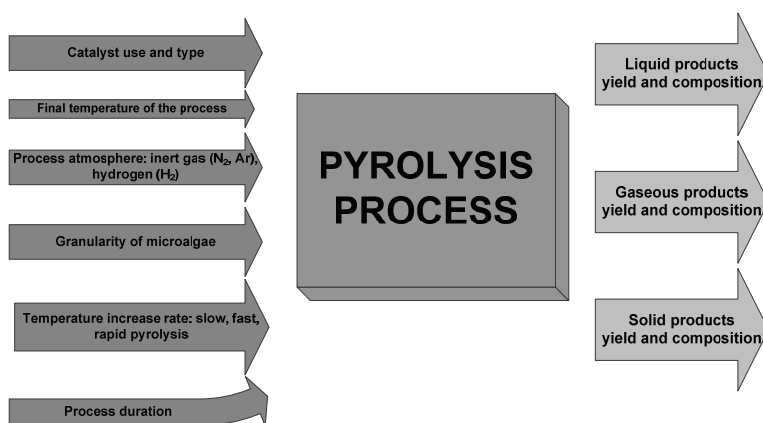 Catalyst use and type
Final temperature of the process
Process atmosphere: inert gas (N₂, Ar),
hydrogen (H₂)
Granularity of microalgae
Temperature increase rate: slow, fast,
rapid pyrolysis
Process duration
PYROLYSIS
PROCESS
Liquid products
yield and composition
Gaseous products
yield and composition
Solid products
yield and composition